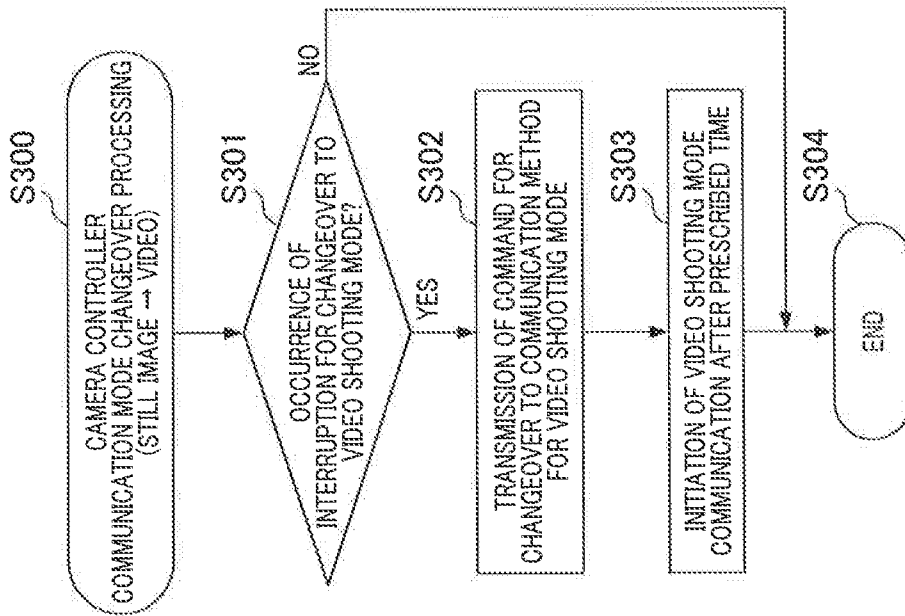 S300
CAMERA CONTROLLER
COMMUNICATION MODE CHANGEOVER PROCESSING
(STILL IMAGE → VIDEO)
S301
OCCURRENCE OF
INTERRUPTION FOR CHANGEOVER TO
VIDEO SHOOTING MODE?
NO
YES
S302
TRANSMISSION OF COMMAND FOR
CHANGEOVER TO COMMUNICATION METHOD
FOR VIDEO SHOOTING MODE
S303
INITIATION OF VIDEO SHOOTING MODE
COMMUNICATION AFTER PRESCRIBED TIME
S304
END